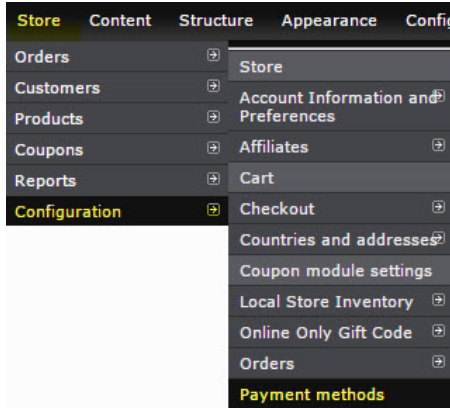 Store Content Structure Appearance Config
Orders
Customers
Products
Coupons
Reports
Configuration
Store
Account Information and
Preferences
Affiliates
Cart
Checkout
Countries and addresses
Coupon module settings
Local Store Inventory
Online Only Gift Code
Orders
Payment methods